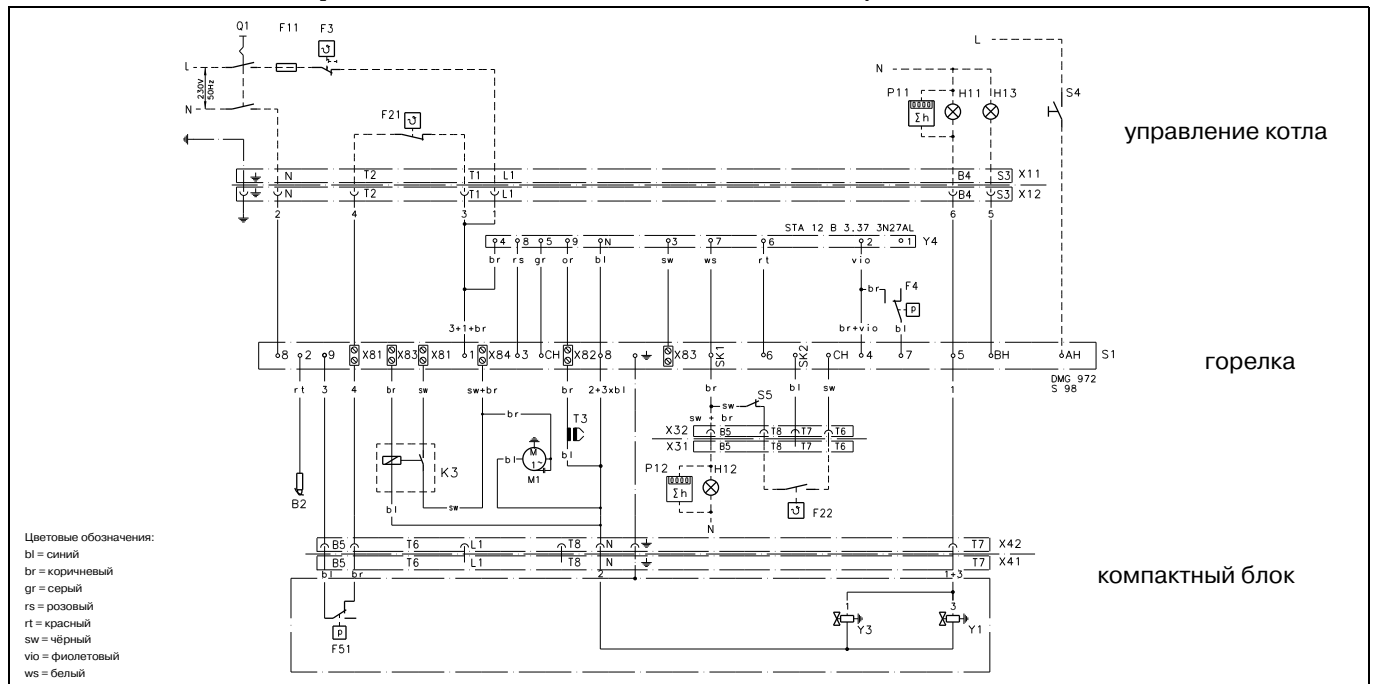 Q1 F11 F3
L
230V 50Hz
N
F21
L
N
P11 H11 H13 S4
Σh
управление котла
N T2 T1 L1 B4 S3 X11
N T2 T1 L1 B4 S3 X12
2 4 3 1 6 5
STA 12 B 3.37 3N27AL
4 8 5 9 N 3 7 6 2 1 Y4
br rs gr or bl sw ws rt vio
br F4
P
3+1+br br+vio bl
8 2 9 X81 X83 X81 1 X84 3 CH X82 8 X83 SK1 6 SK2 CH 4 7 5 BH AH S1
горелка
DMG 972
S 98
rt 3 4 br sw sw+br br 2+3xbl br bl sw 1
br T3 sw S5
sw + br
X32 B5 T8 T7 T6
X31 B5 T8 T7 T6
bl M 1~ bl
K3 M1
B2
P12 H12
Σh
F22
bl sw
N
Цветовые обозначения:
bl = синий
br = коричневый
gr = серый
rs = розовый
rt = красный
sw = чёрный
vio = фиолетовый
ws = белый
B5 T6 L1 T8 N T7 X42
B5 T6 L1 T8 N T7 X41
компактный блок
bl br 2 1+3
1 3
Y3 Y1
P
F51